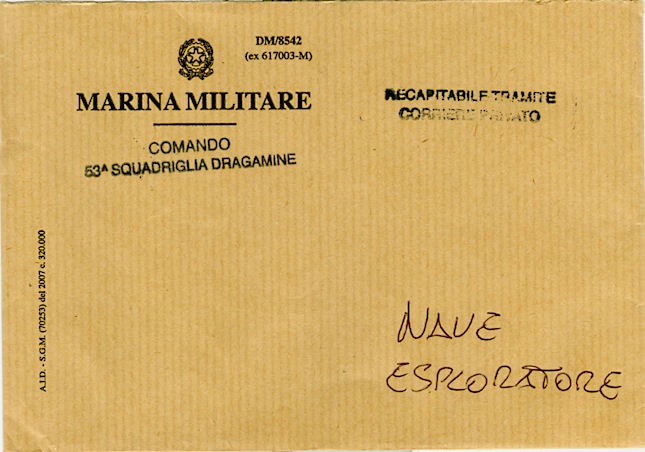 DM/8542
(ex 617003-M)
MARINA MILITARE
COMANDO
53ᴬ SQUADRIGLIA DRAGAMINE
RECAPITABILE TRAMITE
CORRIERE PRIVATO
A.I.D. - S.G.M. (70253) del 2007 c. 320.000
NAVE
ESPLORATORE